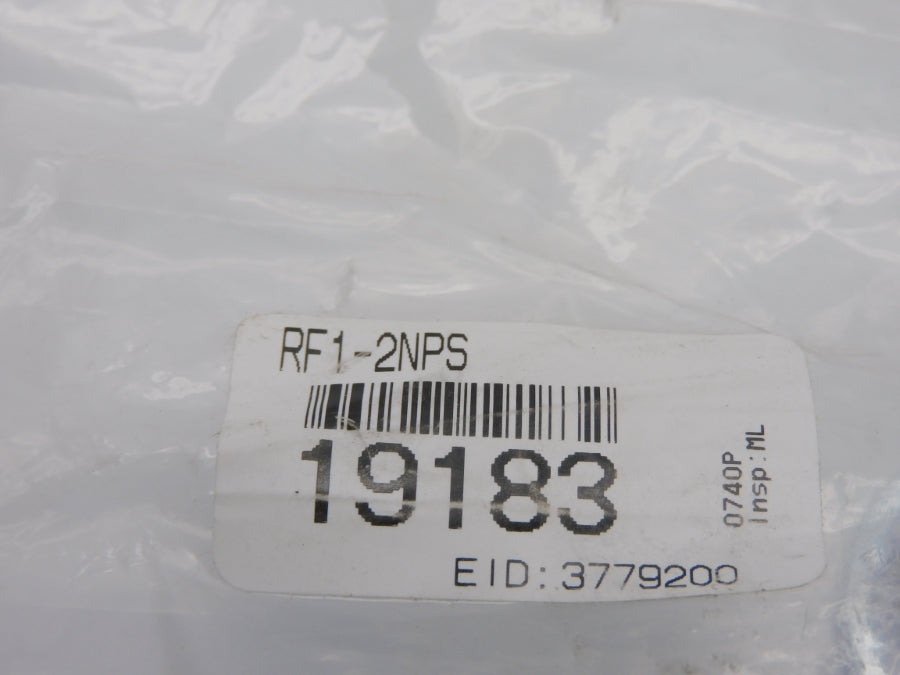 RF1-2NPS
19183
0740P
Insp:ML
EID:3779200